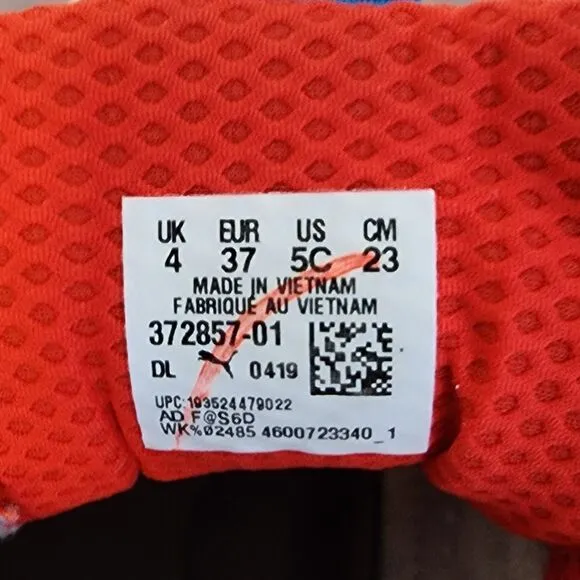 UK EUR US CM
4 37 5C 23
MADE IN VIETNAM
FABRIQUÉ AU VIETNAM
372857-01
DL 0419
UPC:193524479022
AD F@S6D
WK%02485 4600723340_1